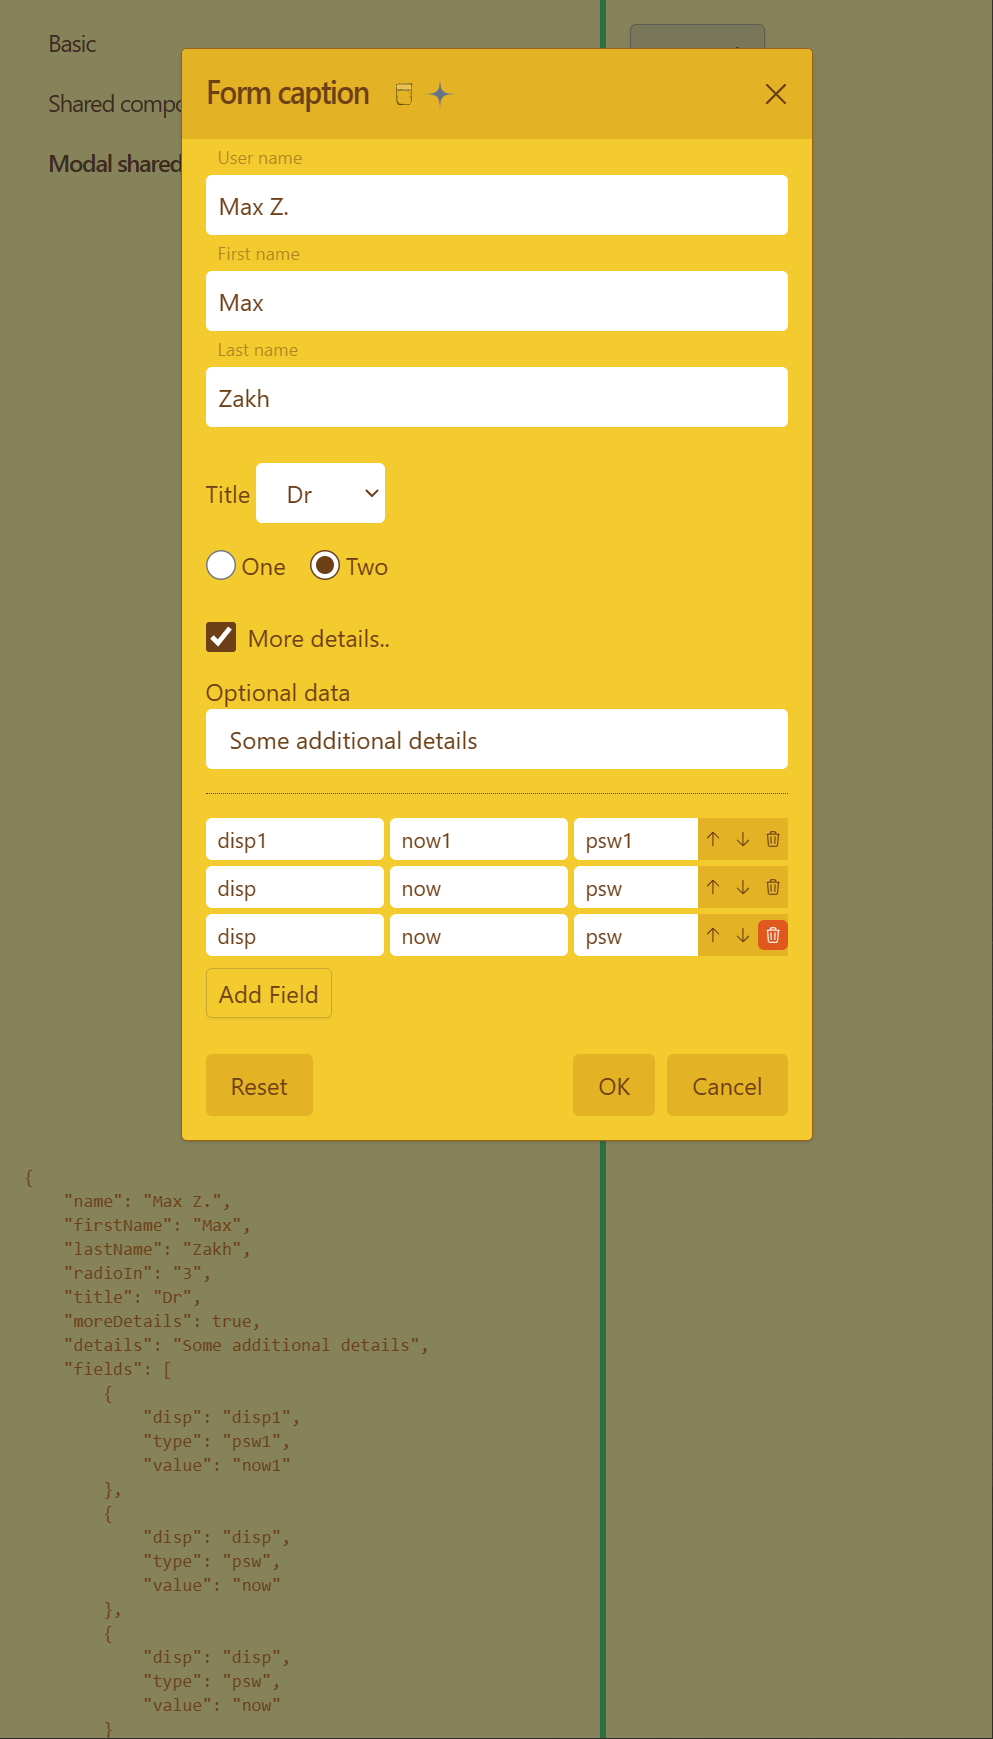 Basic
Shared compo
Modal shared
Form caption
User name
Max Z.
First name
Max
Last name
Zakh
Title Dr
One Two
More details..
Optional data
Some additional details
disp1 now1 psw1
disp now psw
disp now psw
Add Field
Reset OK Cancel
{
    "name": "Max Z.",
    "firstName": "Max",
    "lastName": "Zakh",
    "radioIn": "3",
    "title": "Dr",
    "moreDetails": true,
    "details": "Some additional details",
    "fields": [
        {
            "disp": "disp1",
            "type": "psw1",
            "value": "now1"
        },
        {
            "disp": "disp",
            "type": "psw",
            "value": "now"
        },
        {
            "disp": "disp",
            "type": "psw",
            "value": "now"
        }